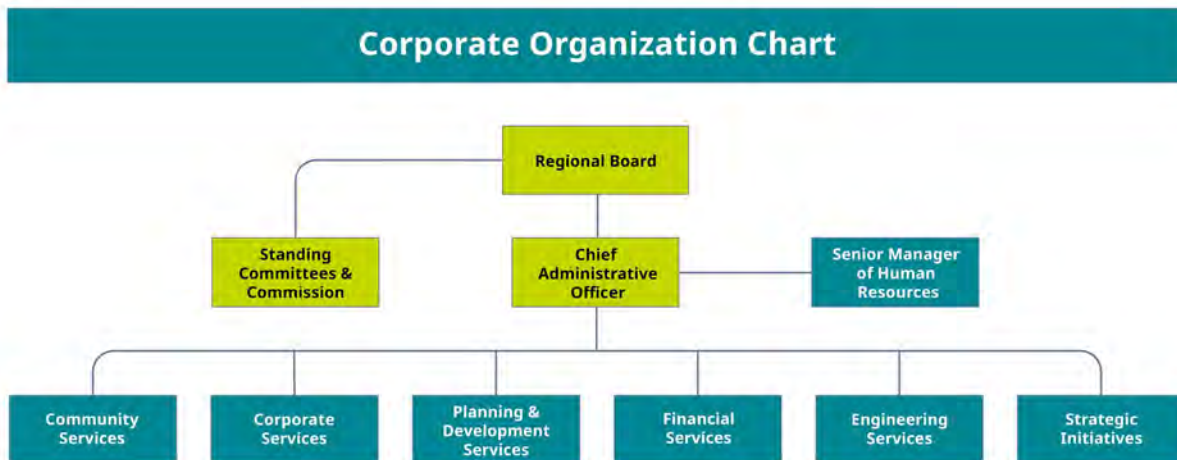 Corporate Organization Chart
Regional Board
Standing
Committees &
Commission
Chief
Administrative
Officer
Senior Manager
of Human
Resources
Community
Services
Corporate
Services
Planning &
Development
Services
Financial
Services
Engineering
Services
Strategic
Initiatives